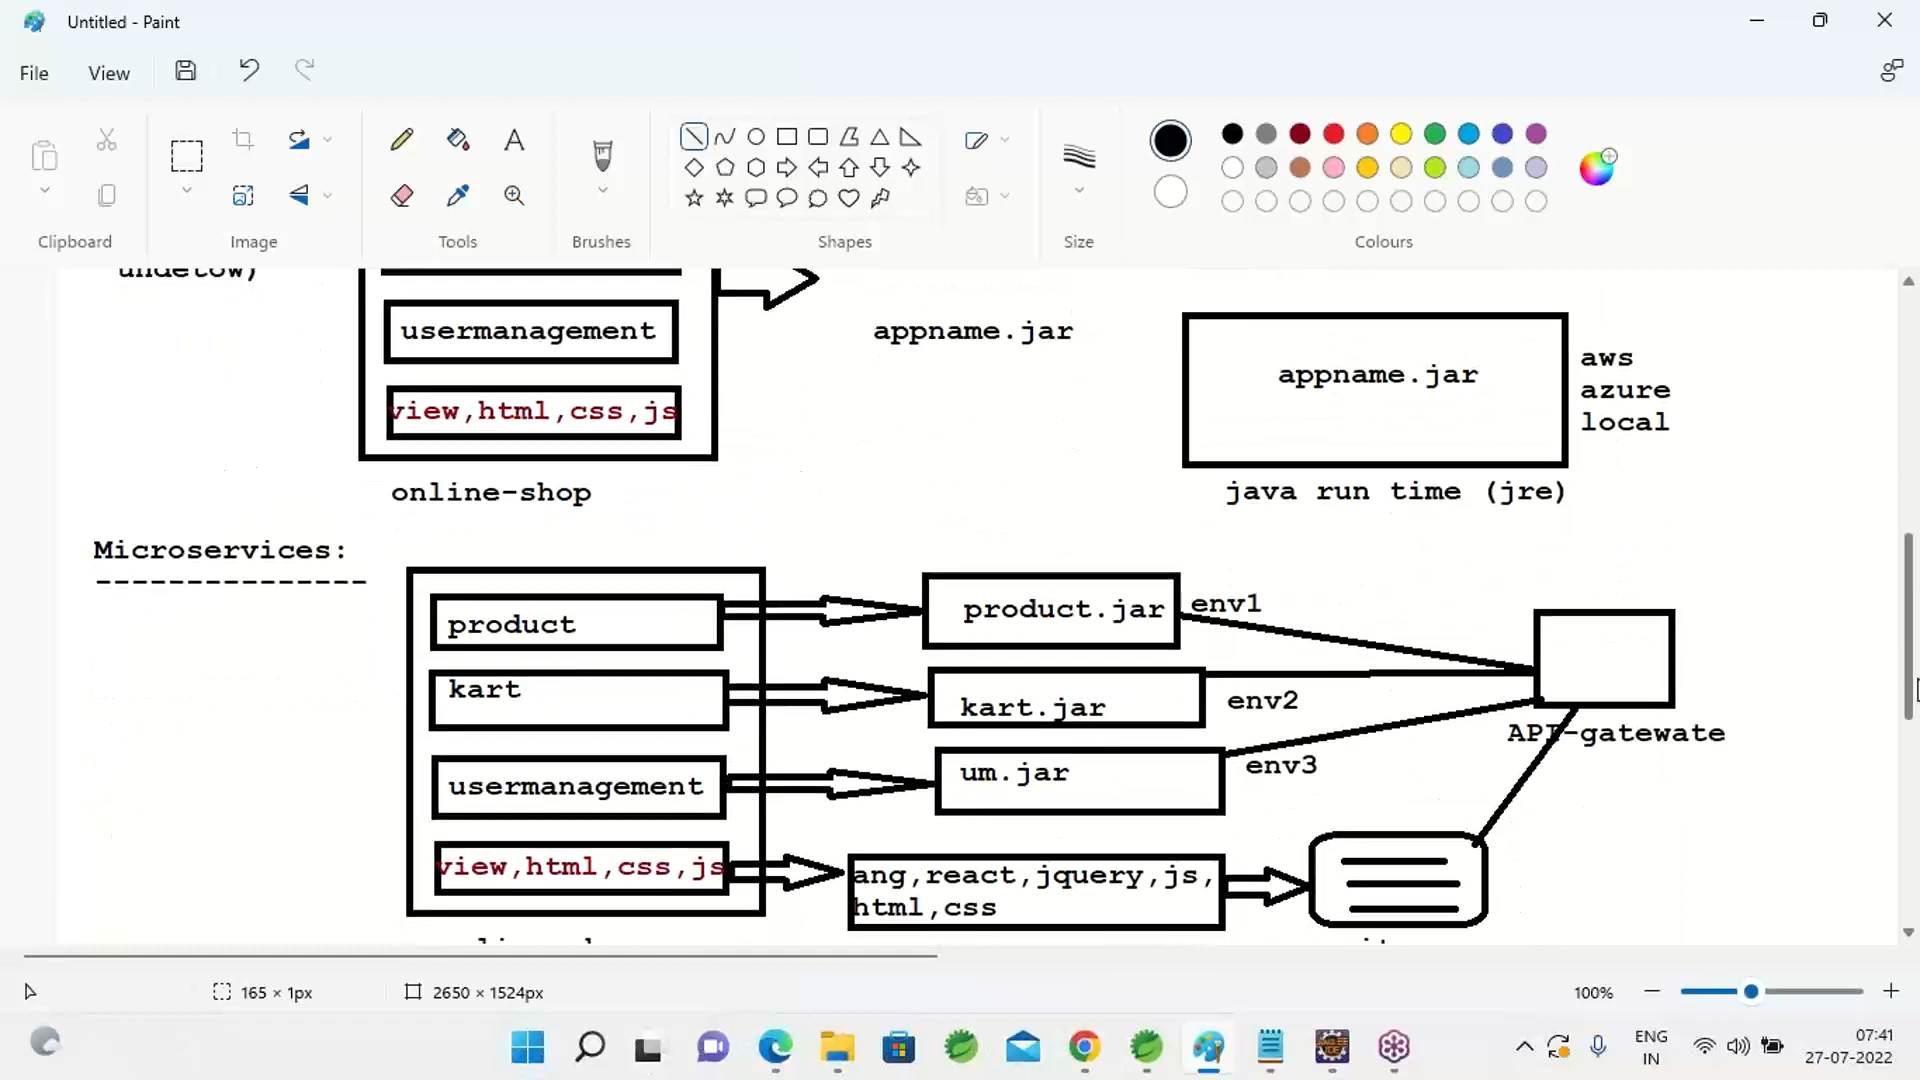 Untitled - Paint
File
View
Clipboard
Image
Tools
Brushes
Shapes
Size
Colours
undetow)
usermanagement
view,html,css,js
online-shop
appname.jar
appname.jar
aws
azure
local
java run time (jre)
Microservices:
---------------
product
kart
usermanagement
view,html,css,js
product.jar
env1
kart.jar
env2
um.jar
env3
ang,react,jquery,js,
html,css
API-gatewate
165 × 1px
2650 × 1524px
100%
ENG
IN
07:41
27-07-2022